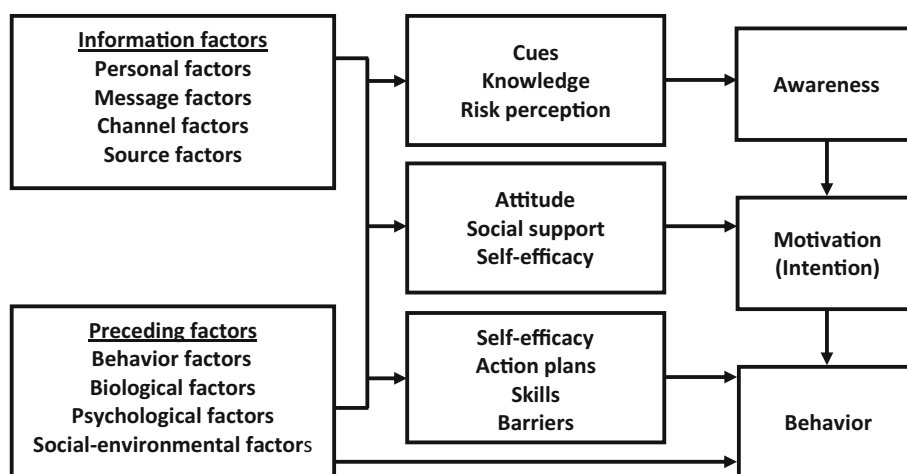 Information factors
Personal factors
Message factors
Channel factors
Source factors
Cues
Knowledge
Risk perception
Awareness
Attitude
Social support
Self-efficacy
Motivation
(Intention)
Preceding factors
Behavior factors
Biological factors
Psychological factors
Social-environmental factors
Self-efficacy
Action plans
Skills
Barriers
Behavior